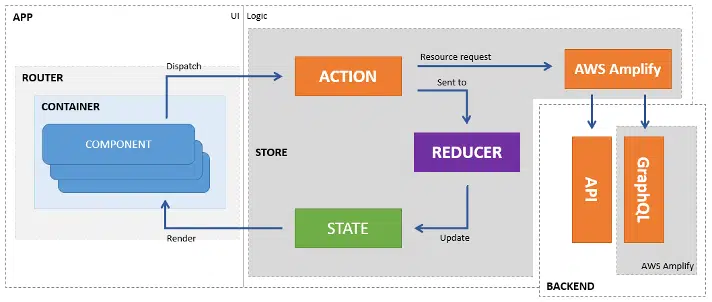 APP
UI
Logic
Dispatch
ROUTER
CONTAINER
COMPONENT
ACTION
Resource request
Sent to
AWS Amplify
STORE
REDUCER
STATE
Update
Render
API
GraphQL
AWS Amplify
BACKEND